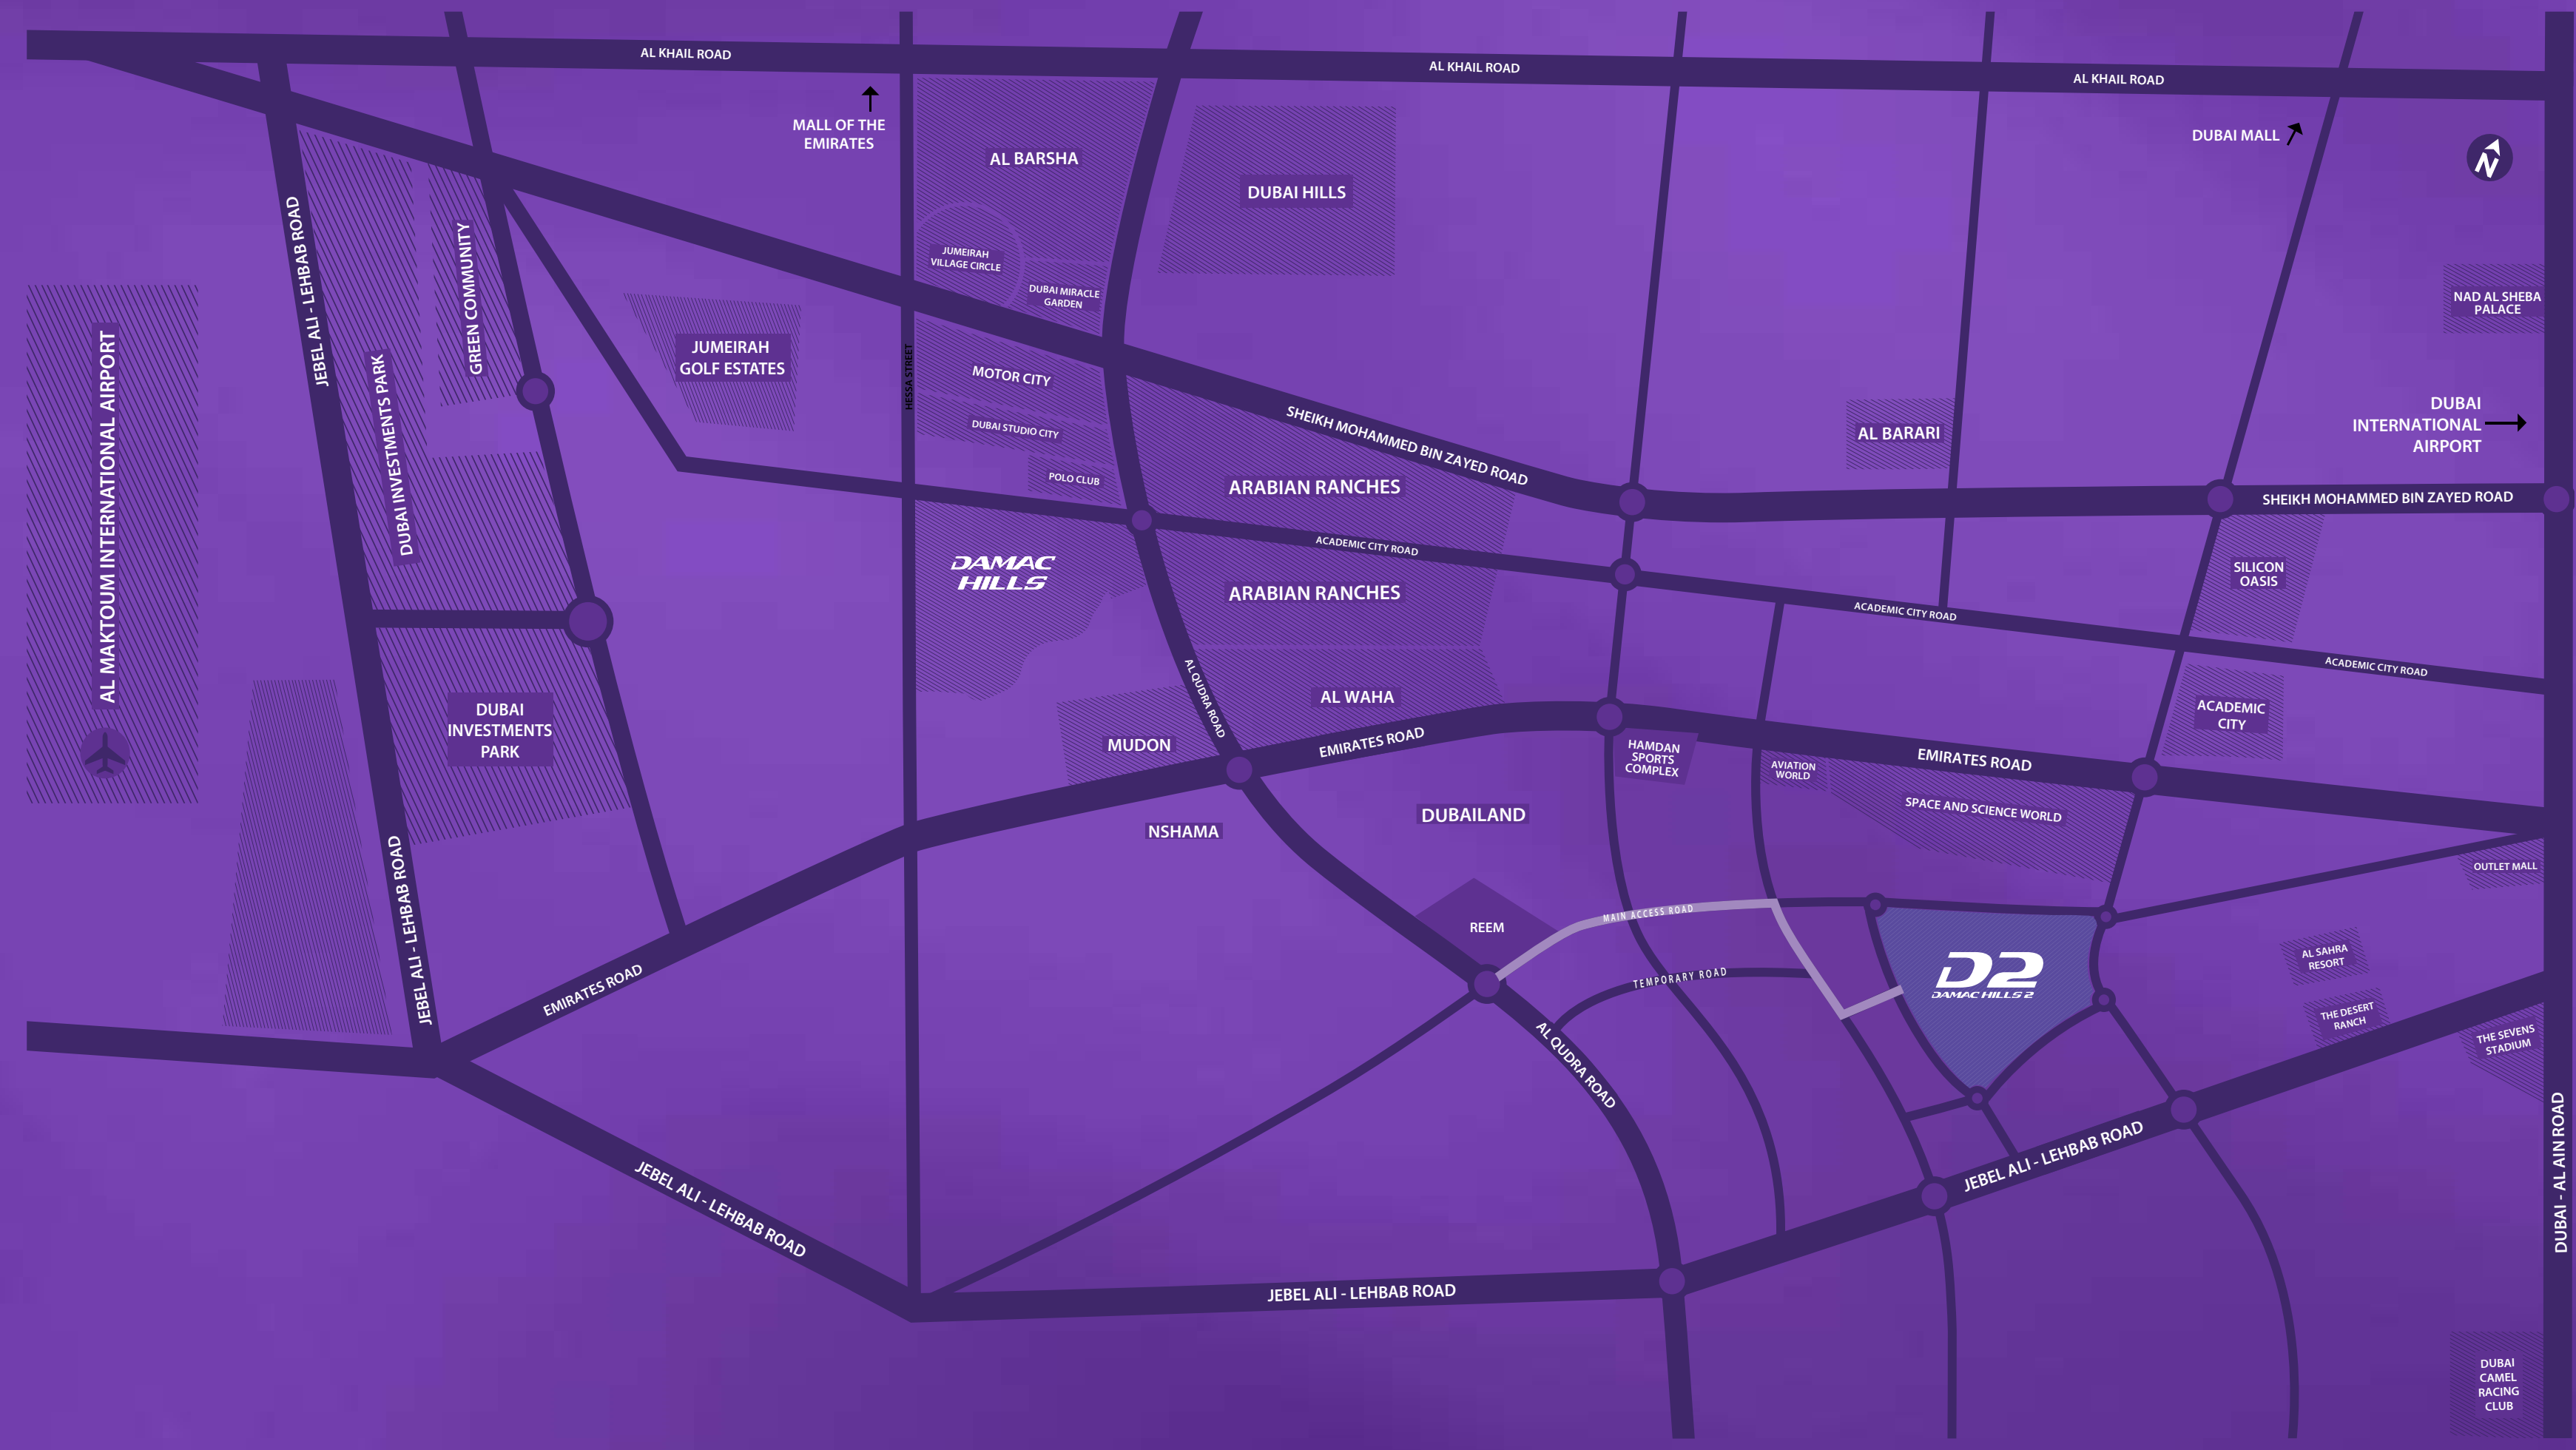 AL KHAIL ROAD
AL KHAIL ROAD
AL KHAIL ROAD
MALL OF THE
EMIRATES
DUBAI MALL
N
AL BARSHA
DUBAI HILLS
JEBEL ALI - LEHBAB ROAD
GREEN COMMUNITY
JUMEIRAH
VILLAGE CIRCLE
DUBAI MIRACLE
GARDEN
NAD AL SHEBA
PALACE
AL MAKTOUM INTERNATIONAL AIRPORT
DUBAI INVESTMENTS PARK
JUMEIRAH
GOLF ESTATES
HESSA STREET
MOTOR CITY
DUBAI STUDIO CITY
POLO CLUB
SHEIKH MOHAMMED BIN ZAYED ROAD
AL BARARI
DUBAI
INTERNATIONAL
AIRPORT
ARABIAN RANCHES
SHEIKH MOHAMMED BIN ZAYED ROAD
ACADEMIC CITY ROAD
DAMAC
HILLS
ARABIAN RANCHES
SILICON
OASIS
ACADEMIC CITY ROAD
ACADEMIC CITY ROAD
AL QUDRA ROAD
AL WAHA
DUBAI
INVESTMENTS
PARK
ACADEMIC
CITY
MUDON
EMIRATES ROAD
HAMDAN
SPORTS
COMPLEX
AVIATION
WORLD
EMIRATES ROAD
SPACE AND SCIENCE WORLD
NSHAMA
DUBAILAND
OUTLET MALL
JEBEL ALI - LEHBAB ROAD
REEM
MAIN ACCESS ROAD
TEMPORARY ROAD
D2
DAMAC HILLS 2
AL SAHRA
RESORT
THE DESERT
RANCH
THE SEVENS
STADIUM
EMIRATES ROAD
AL QUDRA ROAD
JEBEL ALI - LEHBAB ROAD
JEBEL ALI - LEHBAB ROAD
JEBEL ALI - LEHBAB ROAD
DUBAI - AL AIN ROAD
DUBAI
CAMEL
RACING
CLUB